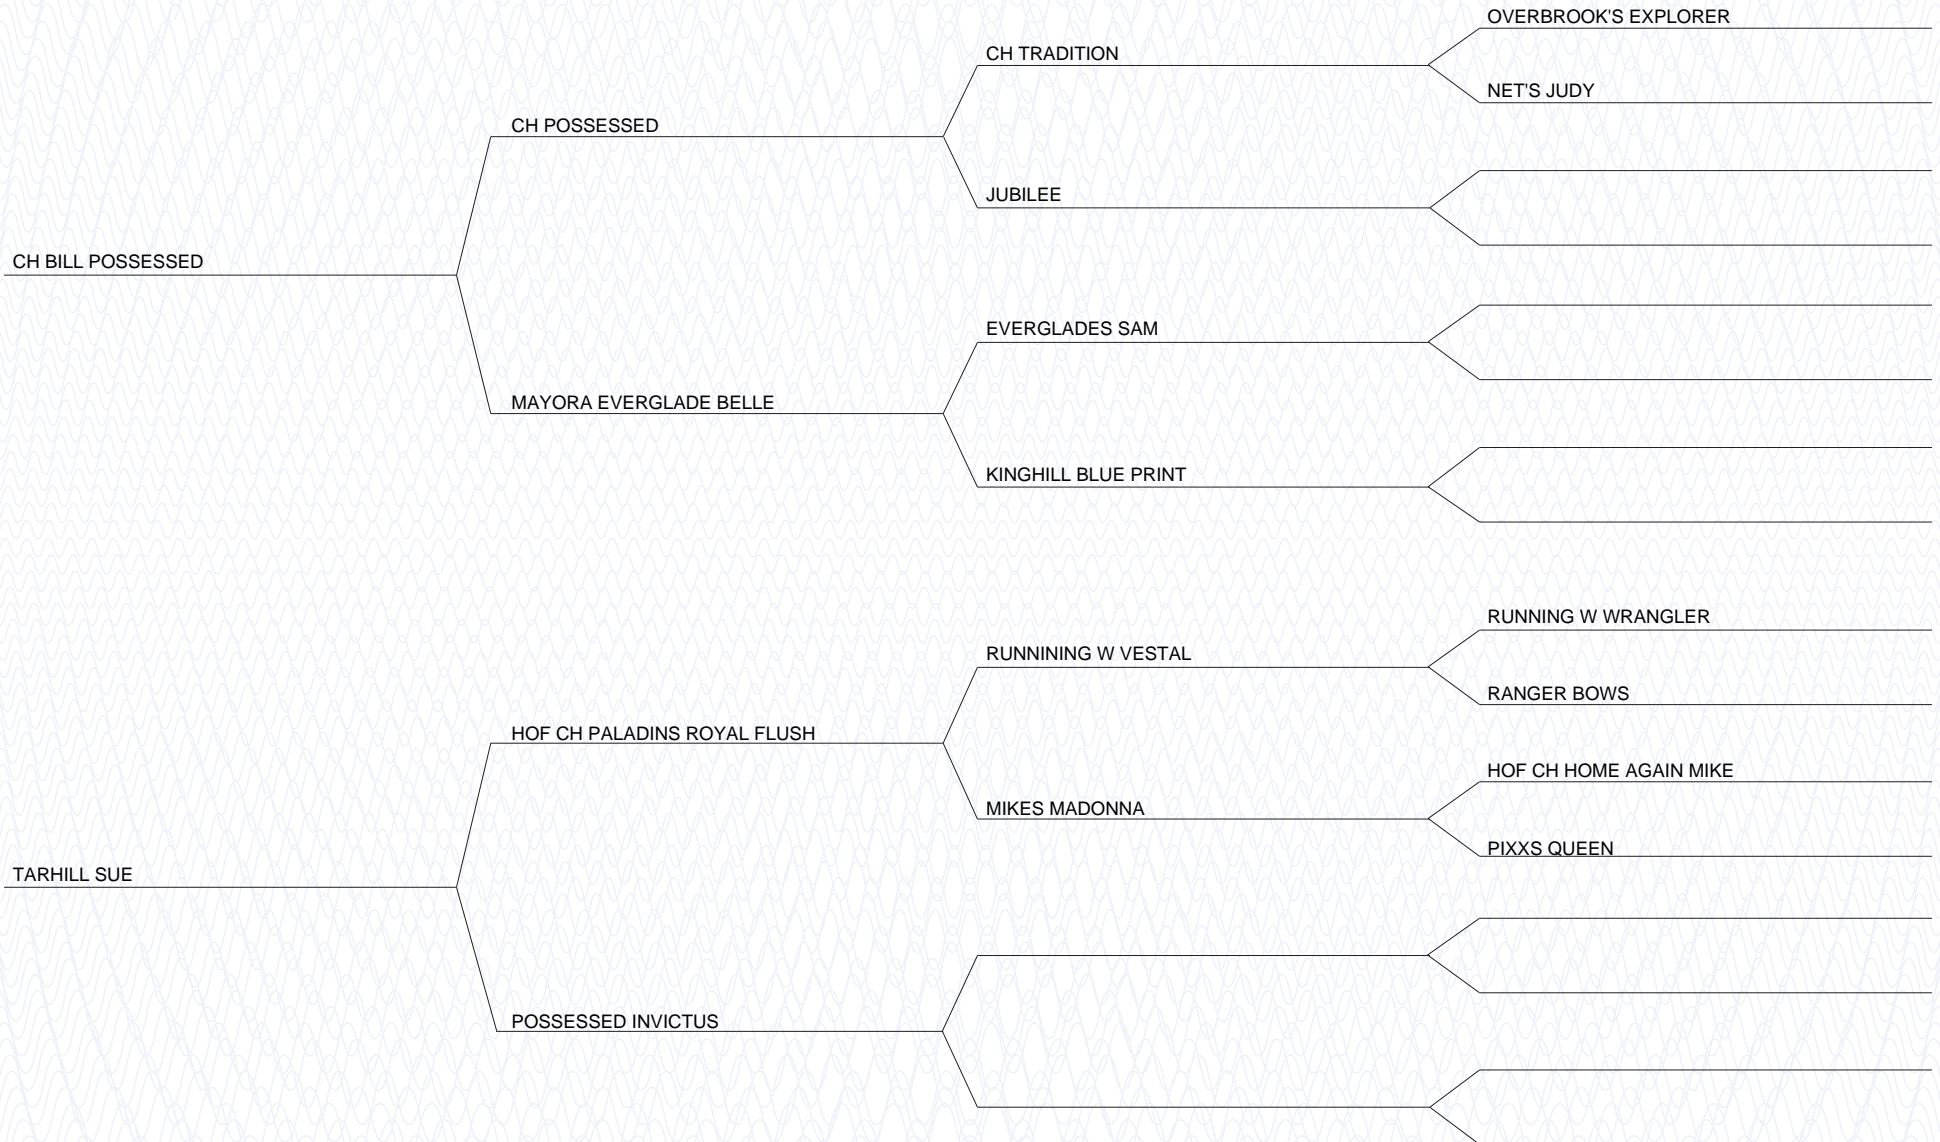 OVERBROOK'S EXPLORER
CH TRADITION
NET'S JUDY
CH POSSESSED
JUBILEE
CH BILL POSSESSED
EVERGLADES SAM
MAYORA EVERGLADE BELLE
KINGHILL BLUE PRINT
RUNNING W WRANGLER
RUNNINING W VESTAL
RANGER BOWS
HOF CH PALADINS ROYAL FLUSH
HOF CH HOME AGAIN MIKE
MIKES MADONNA
PIXXS QUEEN
TARHILL SUE
POSSESSED INVICTUS